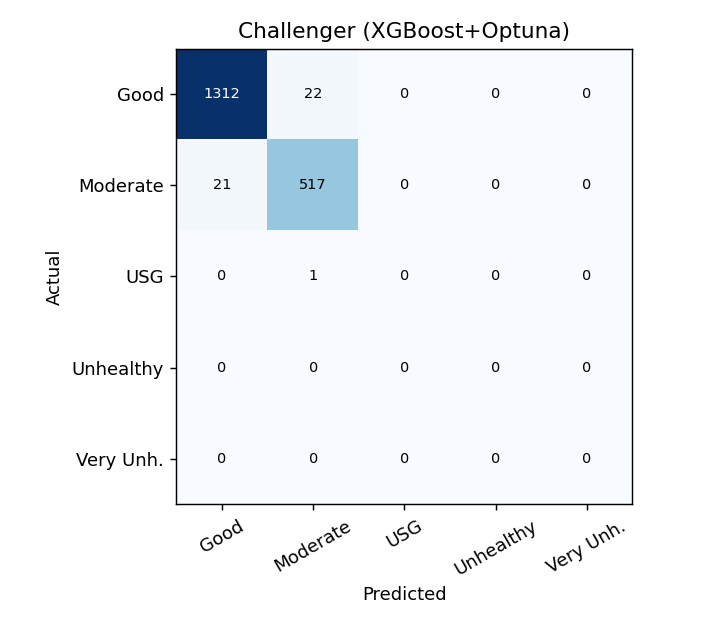 Challenger (XGBoost+Optuna)
Good 1312 22 0 0 0
Moderate 21 517 0 0 0
USG 0 1 0 0 0
Unhealthy 0 0 0 0 0
Very Unh. 0 0 0 0 0
Actual
Good Moderate USG Unhealthy Very Unh.
Predicted